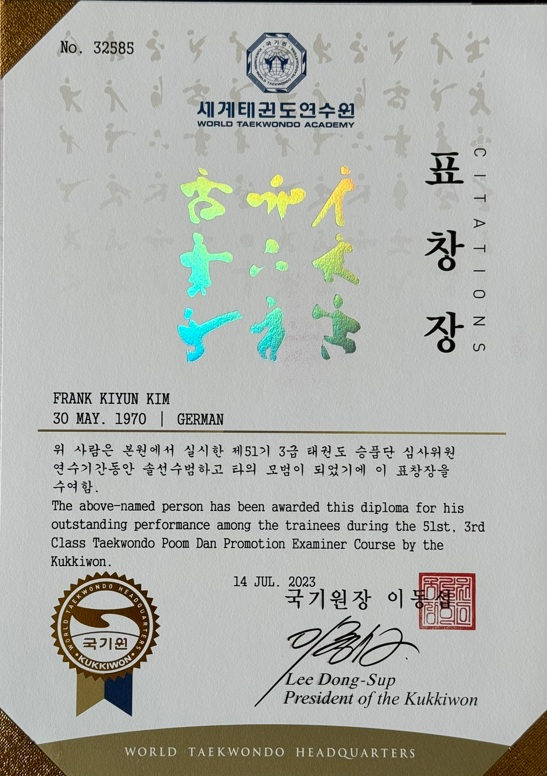 No. 32585
세계태권도연수원
WORLD TAEKWONDO ACADEMY
표창장
CITATIONS
FRANK KIYUN KIM
30 MAY. 1970 | GERMAN
위 사람은 본원에서 실시한 제51기 3급 태권도 승품단 심사위원
연수기간동안 솔선수범하고 타의 모범이 되었기에 이 표창장을
수여함.
The above-named person has been awarded this diploma for his
outstanding performance among the trainees during the 51st, 3rd
Class Taekwondo Poom Dan Promotion Examiner Course by the
Kukkiwon.
14 JUL. 2023
국기원장 이동섭
Lee Dong-Sup
President of the Kukkiwon
WORLD TAEKWONDO HEADQUARTERS
국기원
KUKKIWON
WORLD TAEKWONDO HEADQUARTERS